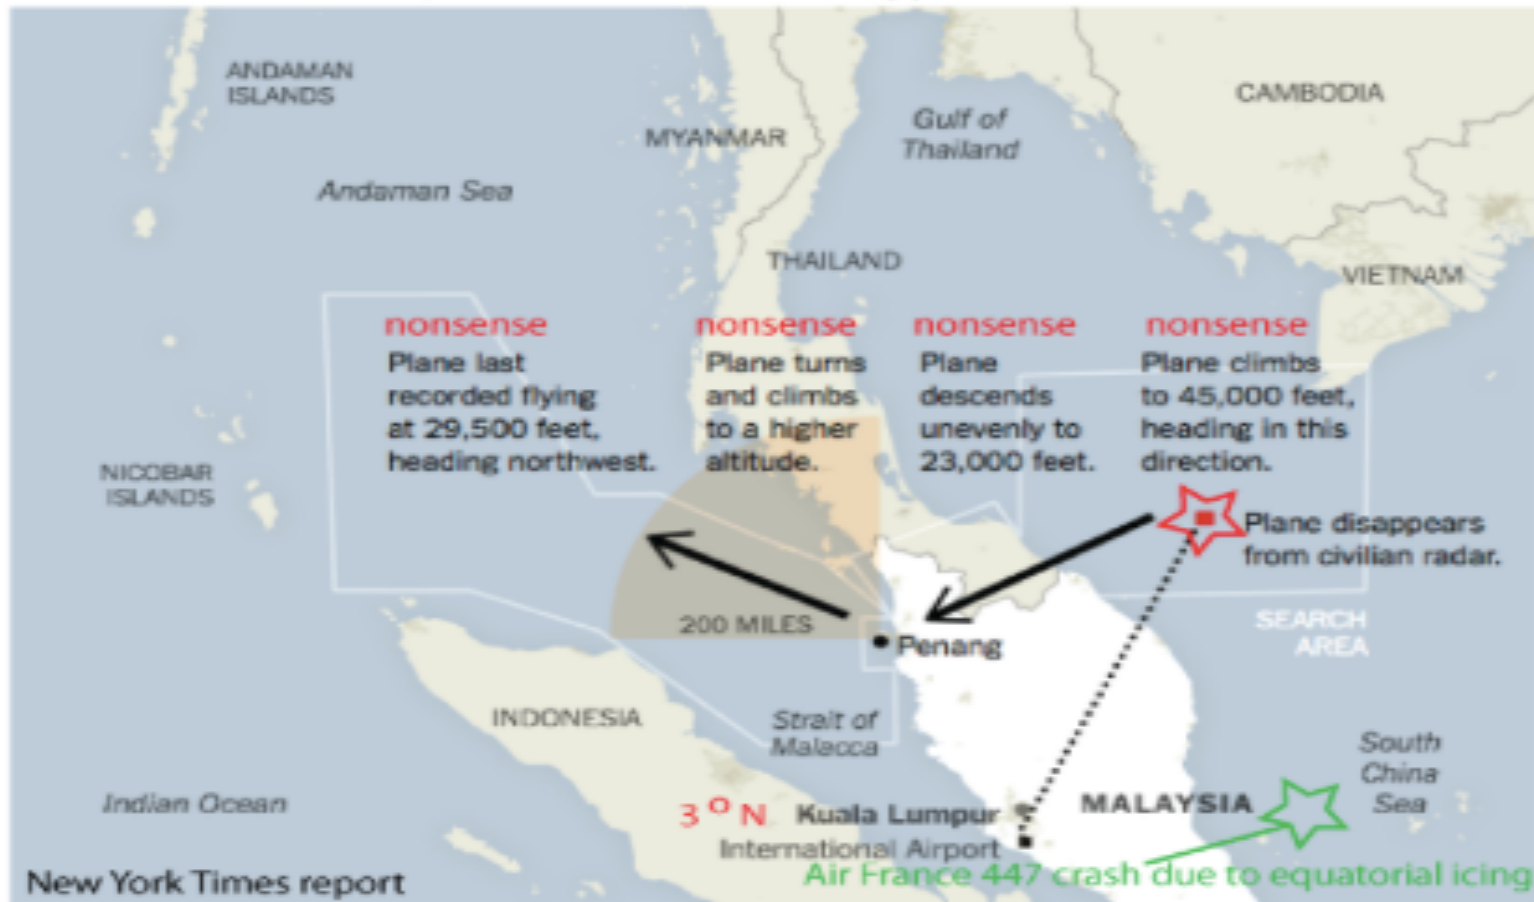 ANDAMAN
ISLANDS
CAMBODIA
Gulf of
Thailand
MYANMAR
Andaman Sea
THAILAND
VIETNAM
nonsense
Plane last
recorded flying
at 29,500 feet,
heading northwest.
nonsense
Plane turns
and climbs
to a higher
altitude.
nonsense
Plane
descends
unevenly to
23,000 feet.
nonsense
Plane climbs
to 45,000 feet,
heading in this
direction.
NICOBAR
ISLANDS
Plane disappears
from civilian radar.
200 MILES
Penang
SEARCH
AREA
INDONESIA
Strait of
Malacca
South
China
Sea
Indian Ocean
3 o N
Kuala Lumpur
International Airport
MALAYSIA
Air France 447 crash due to equatorial icing
New York Times report